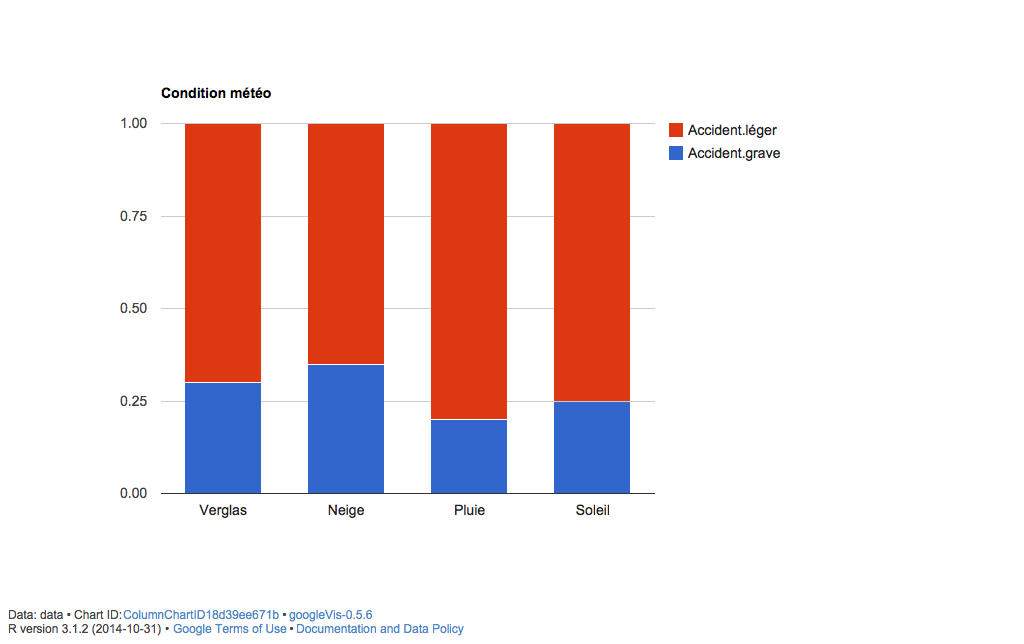 Condition météo
1.00
0.75
0.50
0.25
0.00
Verglas Neige Pluie Soleil
Accident.léger
Accident.grave
Data: data • Chart ID: ColumnChartID18d39ee671b • googleVis-0.5.6
R version 3.1.2 (2014-10-31) • Google Terms of Use • Documentation and Data Policy